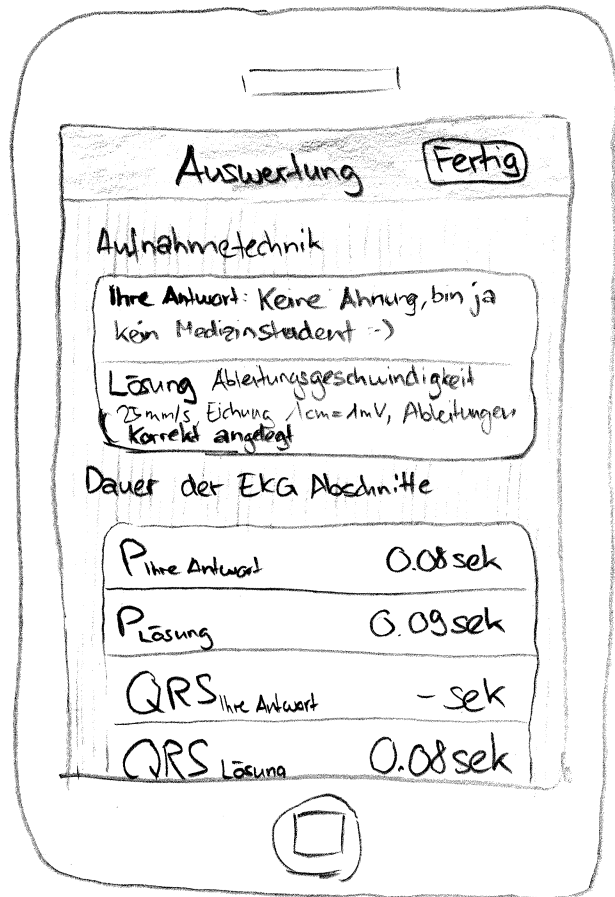 Auswertung Fertig
Aufnahmetechnik
Ihre Antwort: Keine Ahnung, bin ja
kein Medizinstudent :-)
Lösung Ableitungsgeschwindigkeit
25mm/s Eichung 1cm=1mV, Ableitungen
Korrekt angelegt
Dauer der EKG Abschnitte
P Ihre Antwort 0.08 sek
P Lösung 0.09 sek
QRS Ihre Antwort - sek
QRS Lösung 0.08 sek